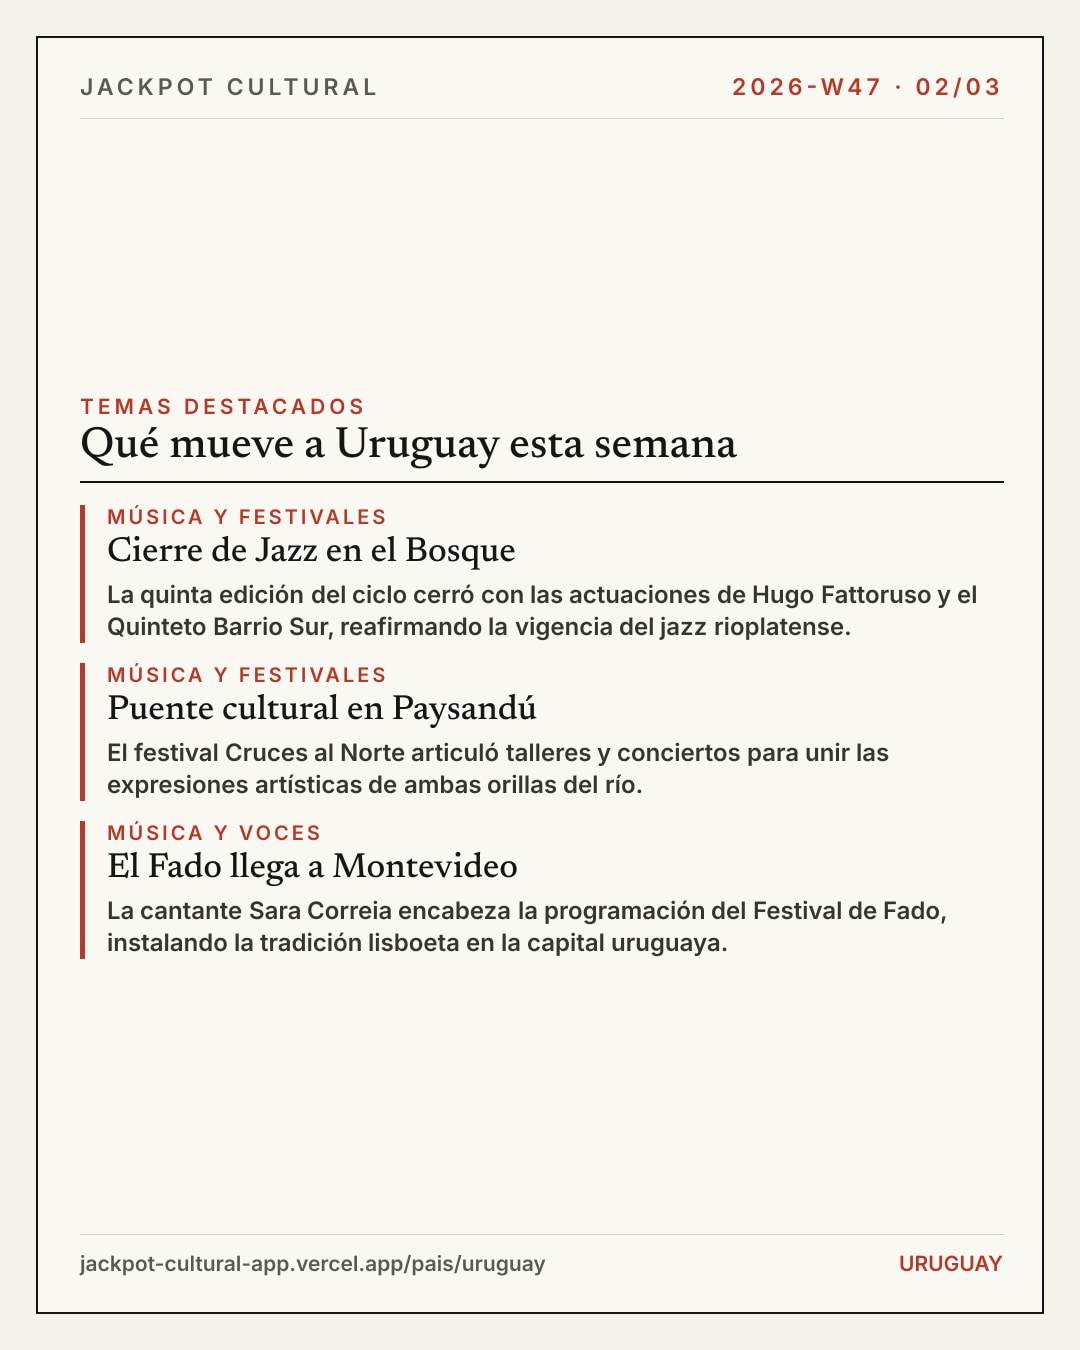 JACKPOT CULTURAL
2026-W47 · 02/03
TEMAS DESTACADOS
Qué mueve a Uruguay esta semana
MÚSICA Y FESTIVALES
Cierre de Jazz en el Bosque
La quinta edición del ciclo cerró con las actuaciones de Hugo Fattoruso y el
Quinteto Barrio Sur, reafirmando la vigencia del jazz rioplatense.
MÚSICA Y FESTIVALES
Puente cultural en Paysandú
El festival Cruces al Norte articuló talleres y conciertos para unir las
expresiones artísticas de ambas orillas del río.
MÚSICA Y VOCES
El Fado llega a Montevideo
La cantante Sara Correia encabeza la programación del Festival de Fado,
instalando la tradición lisboeta en la capital uruguaya.
jackpot-cultural-app.vercel.app/pais/uruguay
URUGUAY